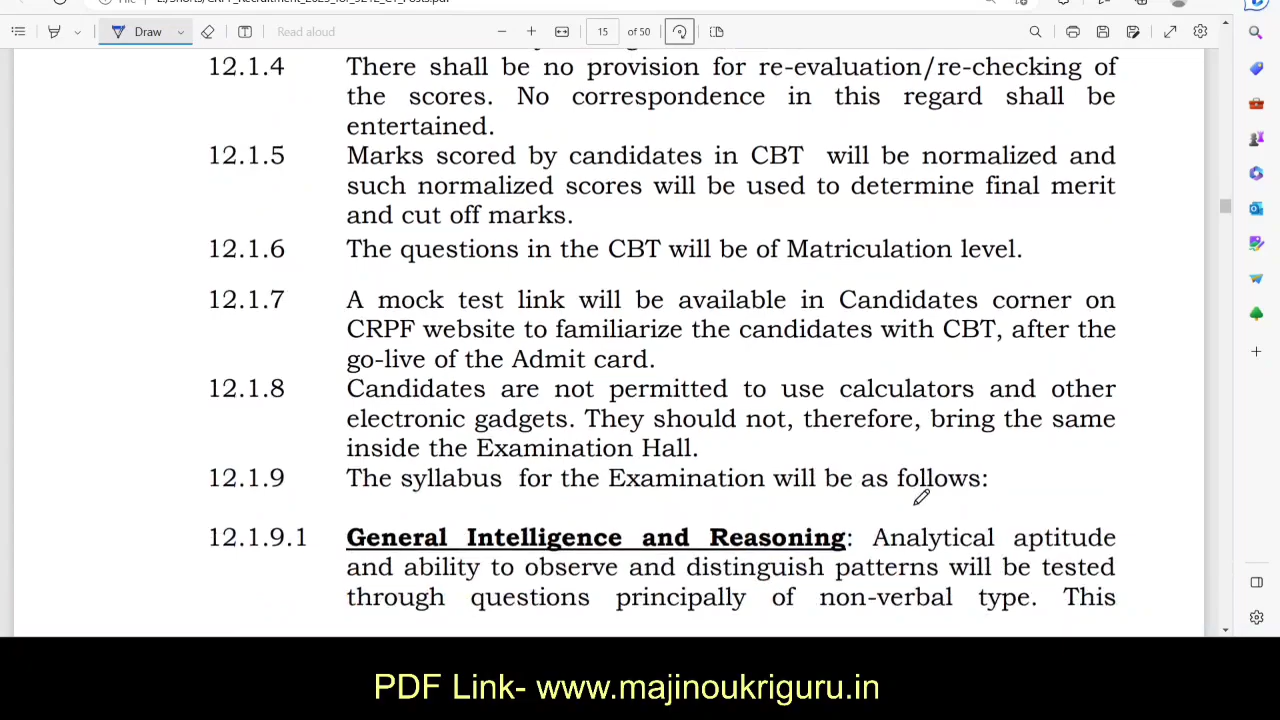 Draw
Read aloud
15 of 50
12.1.4 There shall be no provision for re-evaluation/re-checking of
the scores. No correspondence in this regard shall be
entertained.
12.1.5 Marks scored by candidates in CBT will be normalized and
such normalized scores will be used to determine final merit
and cut off marks.
12.1.6 The questions in the CBT will be of Matriculation level.
12.1.7 A mock test link will be available in Candidates corner on
CRPF website to familiarize the candidates with CBT, after the
go-live of the Admit card.
12.1.8 Candidates are not permitted to use calculators and other
electronic gadgets. They should not, therefore, bring the same
inside the Examination Hall.
12.1.9 The syllabus for the Examination will be as follows:
12.1.9.1 General Intelligence and Reasoning: Analytical aptitude
and ability to observe and distinguish patterns will be tested
through questions principally of non-verbal type. This
PDF Link- www.majinoukriguru.in